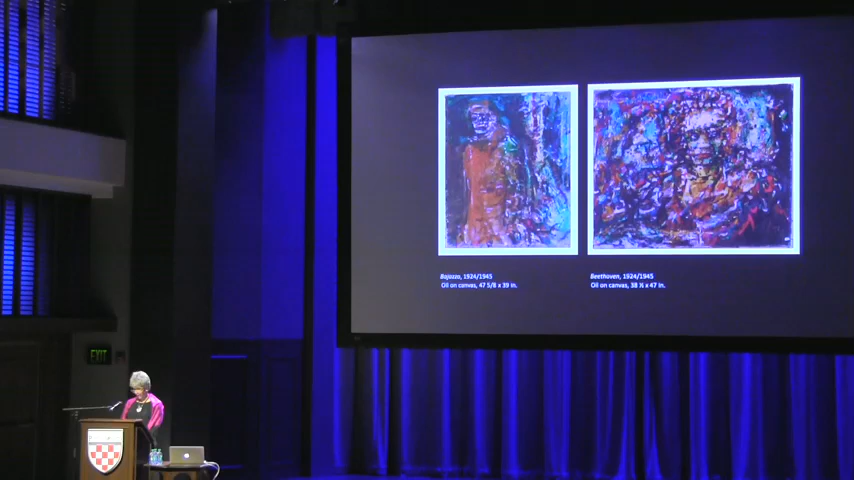 Bajazzo, 1924/1945
Oil on canvas, 47 5/8 x 39 in.
Beethoven, 1924/1945
Oil on canvas, 38 ½ x 47 in.
EXIT